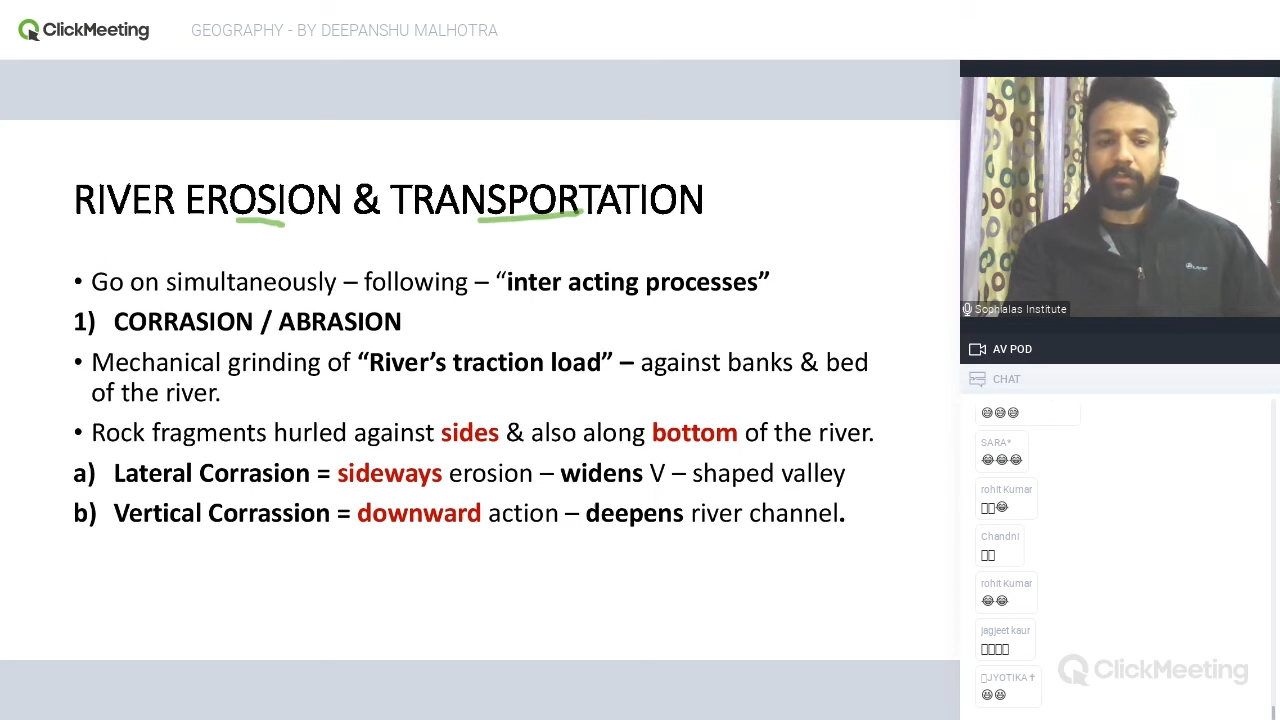 ClickMeeting
GEOGRAPHY - BY DEEPANSHU MALHOTRA
RIVER EROSION & TRANSPORTATION
• Go on simultaneously – following – “inter acting processes”
1) CORRASION / ABRASION
• Mechanical grinding of “River’s traction load” – against banks & bed
of the river.
• Rock fragments hurled against sides & also along bottom of the river.
a) Lateral Corrasion = sideways erosion – widens V – shaped valley
b) Vertical Corrassion = downward action – deepens river channel.
Sophialas Institute
AV POD
CHAT
😅😅😅
SARA*
😂😂😂
rohit Kumar
▯▯😂
Chandni
▯▯
rohit Kumar
😂😂
jagjeet kaur
▯▯▯▯
▯JYOTIKA✝
😆😆
ClickMeeting